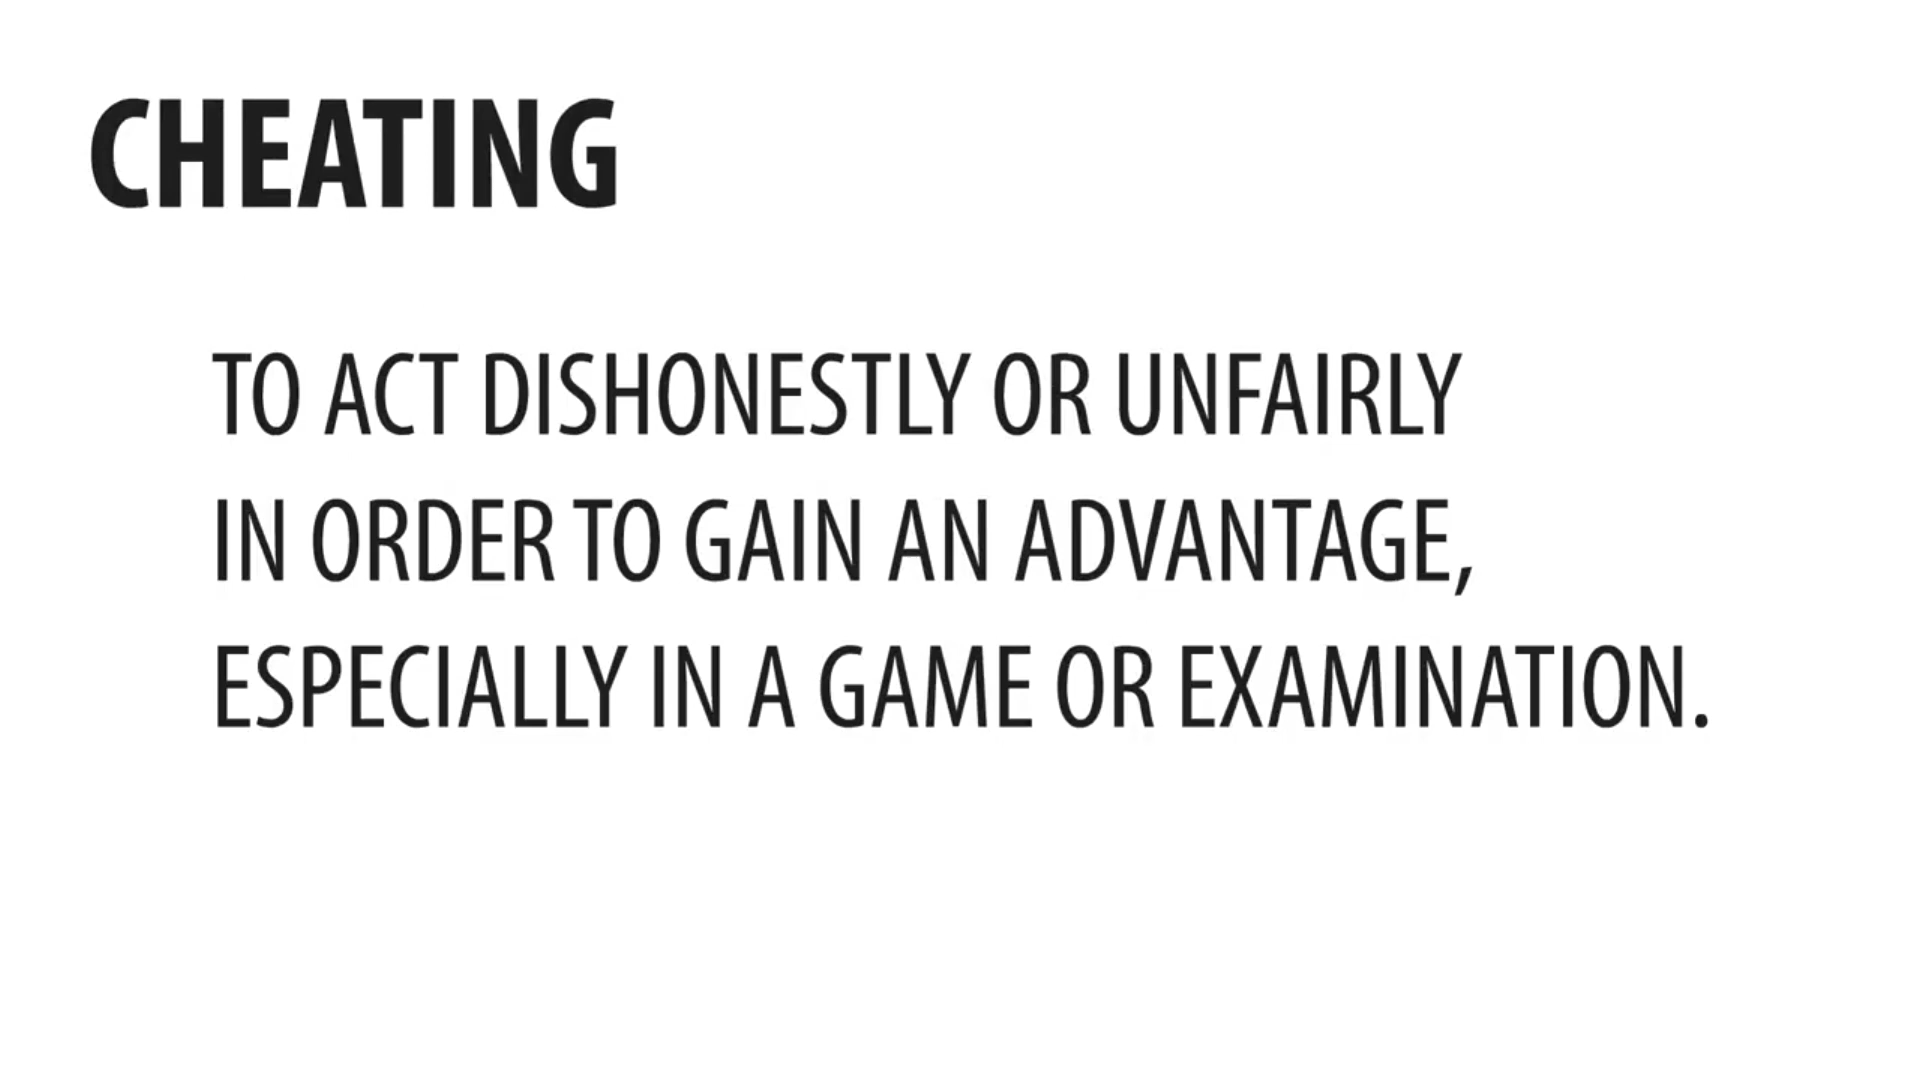 CHEATING
TO ACT DISHONESTLY OR UNFAIRLY
IN ORDER TO GAIN AN ADVANTAGE,
ESPECIALLY IN A GAME OR EXAMINATION.